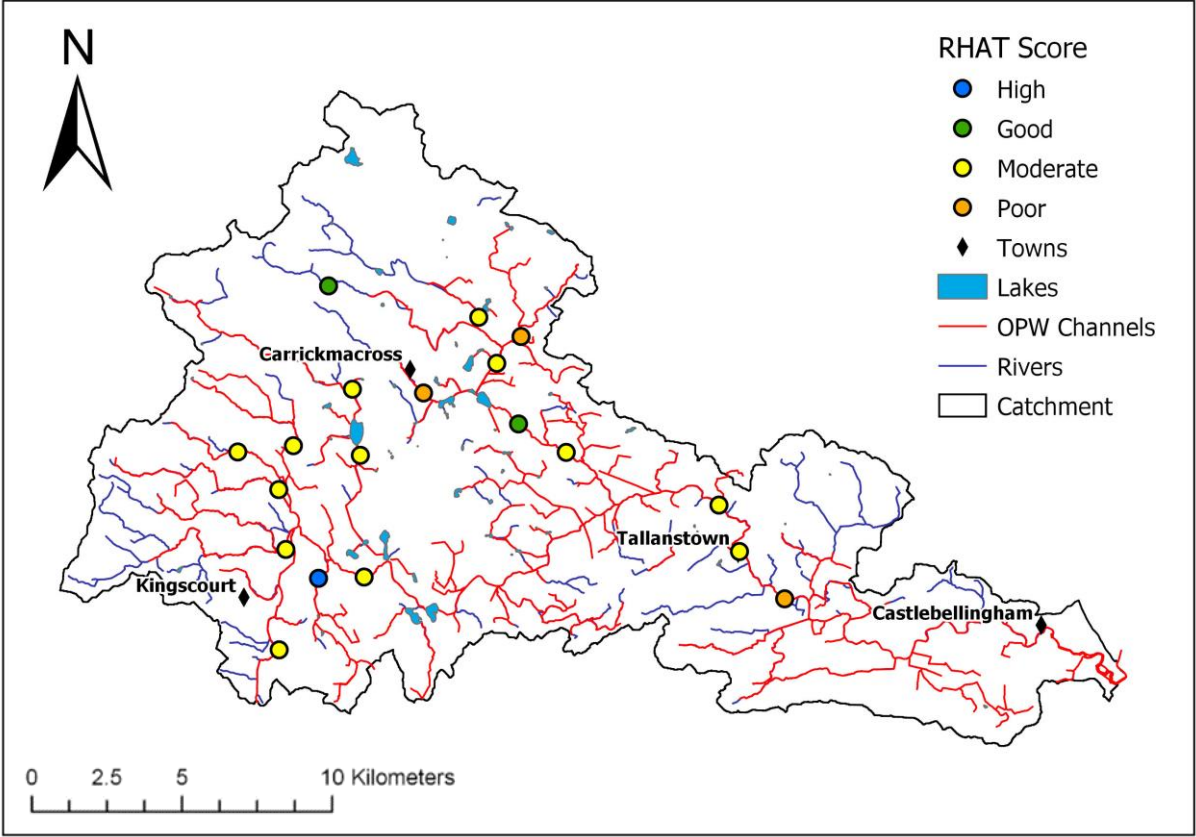 N
RHAT Score
High
Good
Moderate
Poor
Towns
Lakes
OPW Channels
Rivers
Catchment
Carrickmacross
Tallanstown
Kingscourt
Castlebellingham
0 2.5 5 10 Kilometers